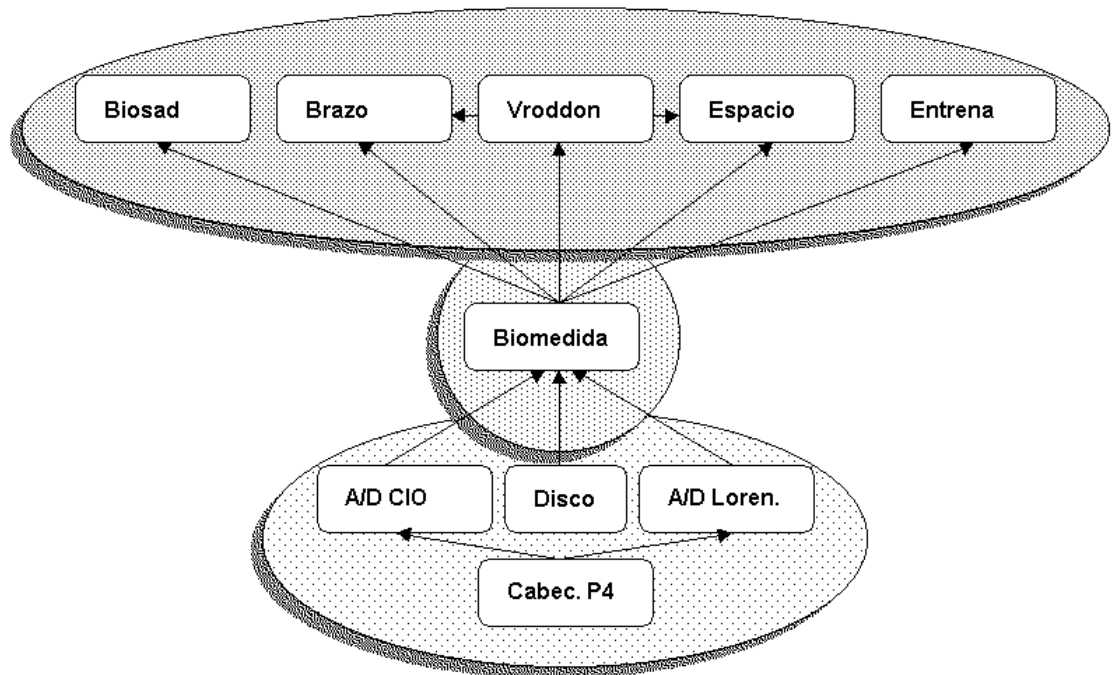 Biosad
Brazo
Vroddon
Espacio
Entrena
Biomedida
A/D CIO
Disco
A/D Loren.
Cabec. P4